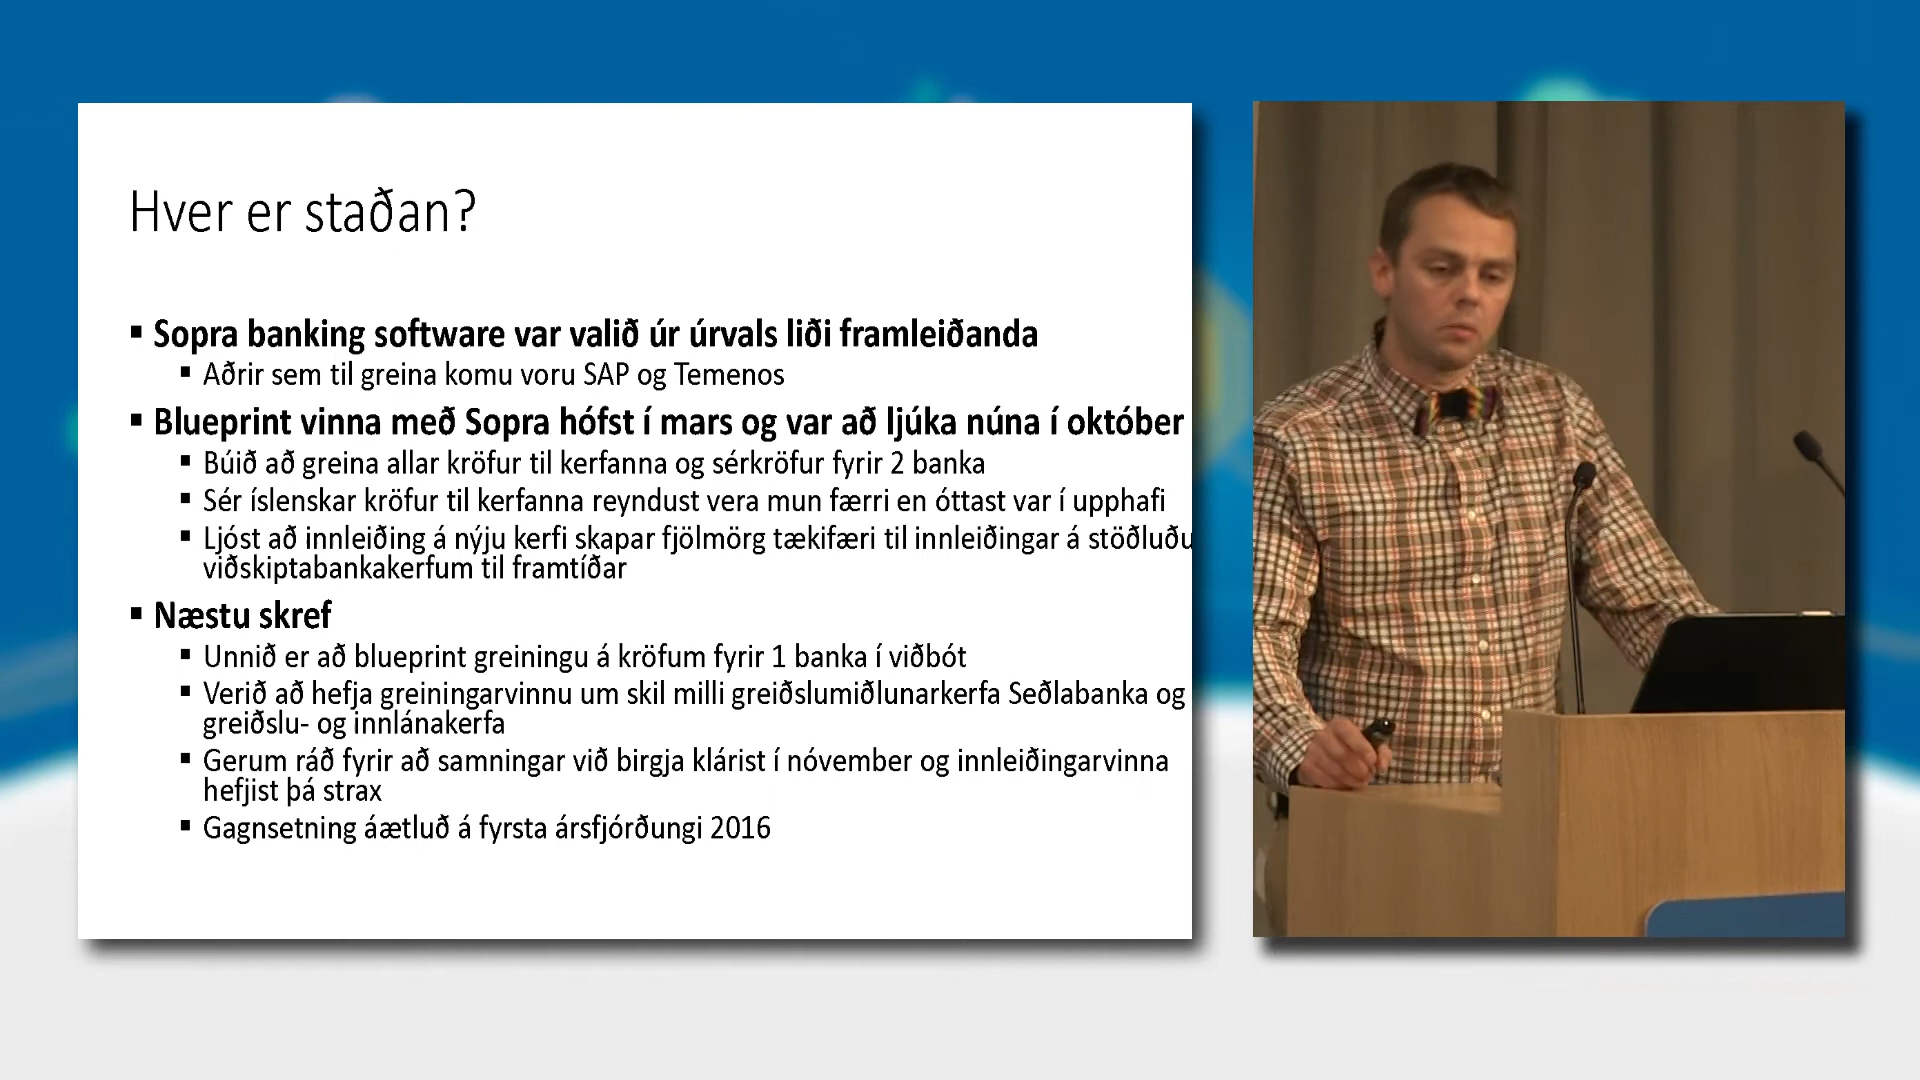 Hver er staðan?
Sopra banking software var valið úr úrvals liði framleiðanda
Aðrir sem til greina komu voru SAP og Temenos
Blueprint vinna með Sopra hófst í mars og var að ljúka núna í október
Búið að greina allar kröfur til kerfanna og sérkröfur fyrir 2 banka
Sér íslenskar kröfur til kerfanna reyndust vera mun færri en óttast var í upphafi
Ljóst að innleiðing á nýju kerfi skapar fjölmörg tækifæri til innleiðingar á stöðluðu
viðskiptabankakerfum til framtíðar
Næstu skref
Unnið er að blueprint greiningu á kröfum fyrir 1 banka í viðbót
Verið að hefja greiningarvinnu um skil milli greiðslumiðlunarkerfa Seðlabanka og
greiðslu- og innlánakerfa
Gerum ráð fyrir að samningar við birgja klárist í nóvember og innleiðingarvinna
hefjist þá strax
Gagnsetning áætluð á fyrsta ársfjórðungi 2016